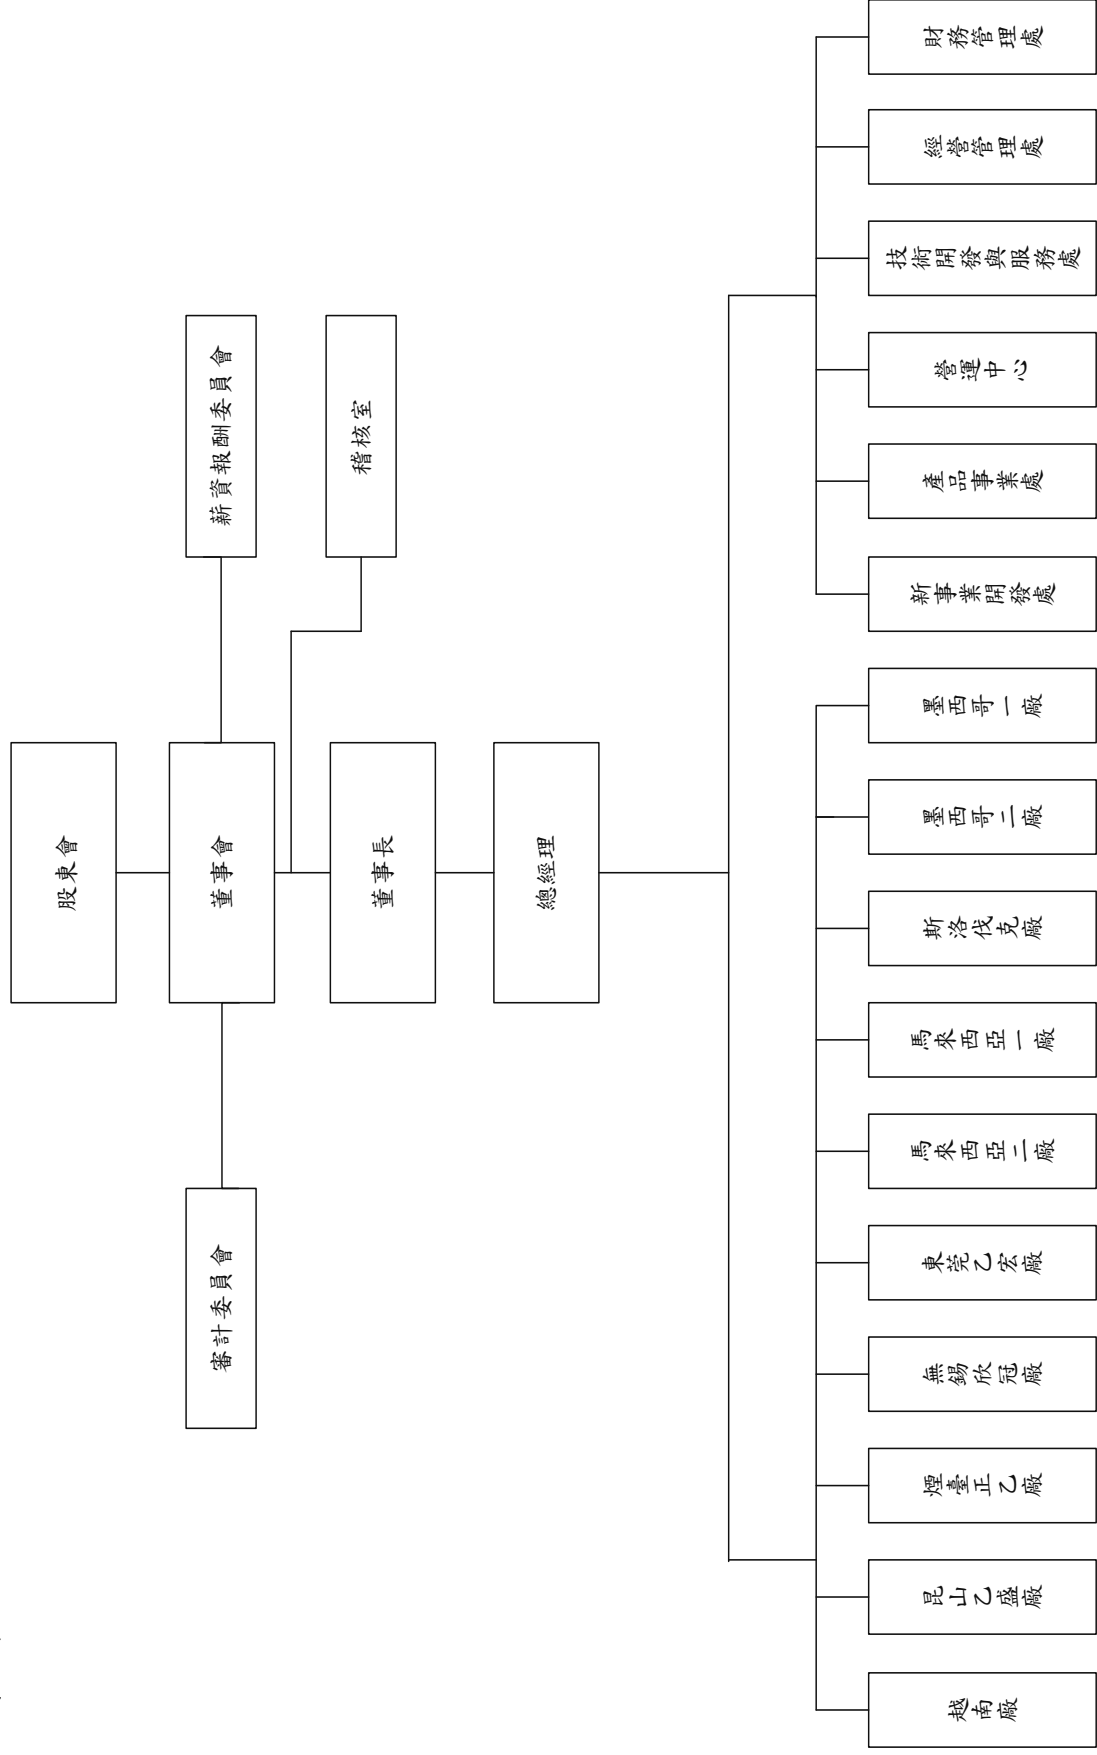 股東會
審計委員會
董事會
薪資報酬委員會
稽核室
董事長
總經理
越南廠
昆山乙盛廠
煙臺正乙廠
無錫欣冠廠
東莞乙宏廠
馬來西亞二廠
馬來西亞一廠
斯洛伐克廠
墨西哥二廠
墨西哥一廠
新事業開發處
產品事業處
營運中心
技術開發與服務處
經營管理處
財務管理處